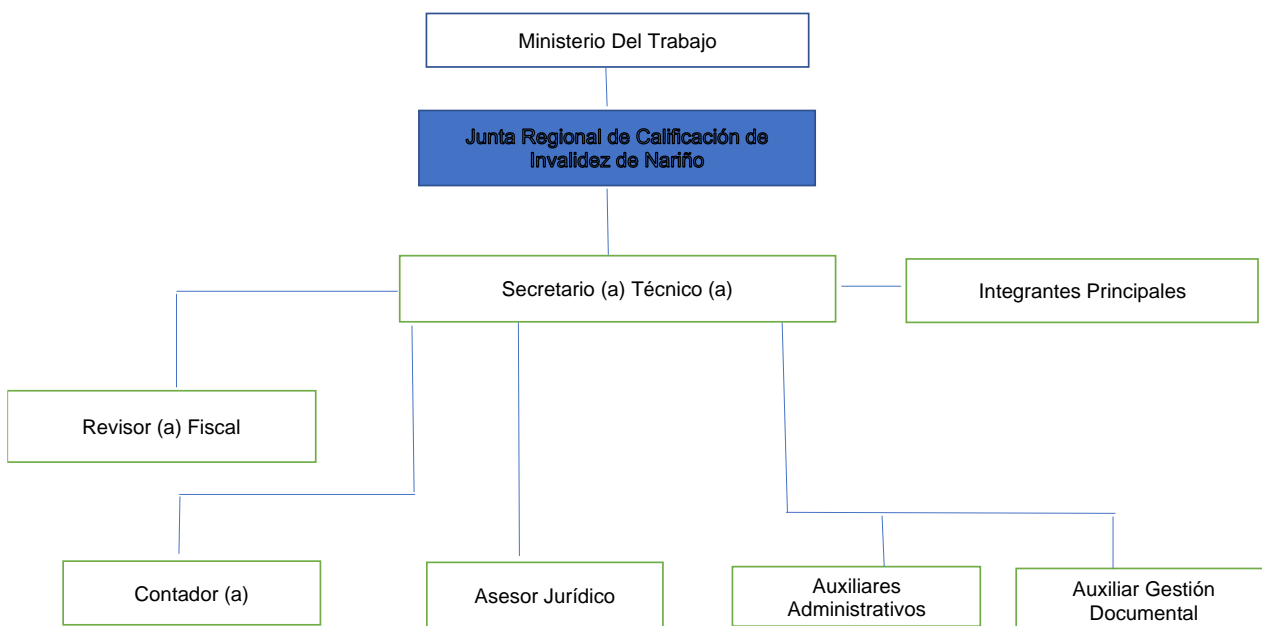 Ministerio Del Trabajo
Junta Regional de Calificación de
Invalidez de Nariño
Secretario (a) Técnico (a)
Integrantes Principales
Revisor (a) Fiscal
Contador (a)
Asesor Jurídico
Auxiliares
Administrativos
Auxiliar Gestión
Documental